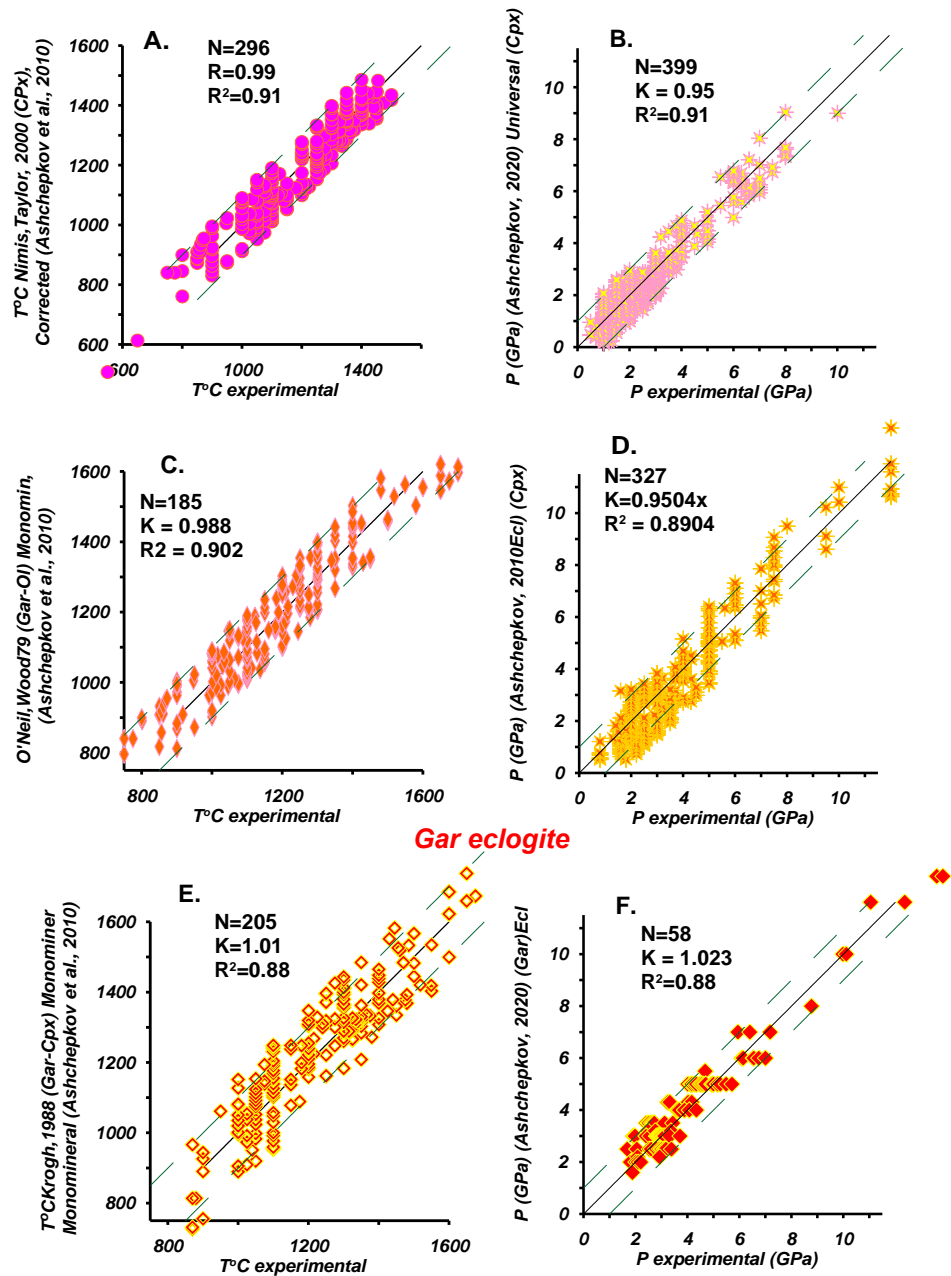 A.
N=296
R=0.99
R²=0.91
T°C Nimis,Taylor, 2000 (CPx),
Corrected (Ashchepkov et al., 2010)
1600
1400
1200
1000
800
600
600
1000
1400
T°C experimental
B.
N=399
K = 0.95
R²=0.91
P (GPa) (Ashchepkov, 2020) Universal (Cpx)
12
10
8
6
4
2
0
0 2 4 6 8 10
P experimental (GPa)
C.
N=185
K = 0.988
R2 = 0.902
O'Neil,Woood79 (Gar-Ol) Monomin,
(Ashchepkov et al., 2010)
1600
1400
1200
1000
800
800 1200 1600
T°C experimental
D.
N=327
K=0.9504x
R² = 0.8904
P (GPa) (Ashchepkov, 2010Ecl) (Cpx)
12
10
8
6
4
2
0
0 2 4 6 8 10
P experimental (GPa)
Gar eclogite
E.
N=205
K=1.01
R²=0.88
T°CKrogh,1988 (Gar-Cpx) Monominer
Monomineral (Ashchepkov et al., 2010)
1600
1400
1200
1000
800
800 1200 1600
T°C experimental
F.
N=58
K = 1.023
R²=0.88
P (GPa) (Ashchepkov, 2020) (Gar)Ecl
12
10
8
6
4
2
0
0 2 4 6 8 10
P experimental (GPa)